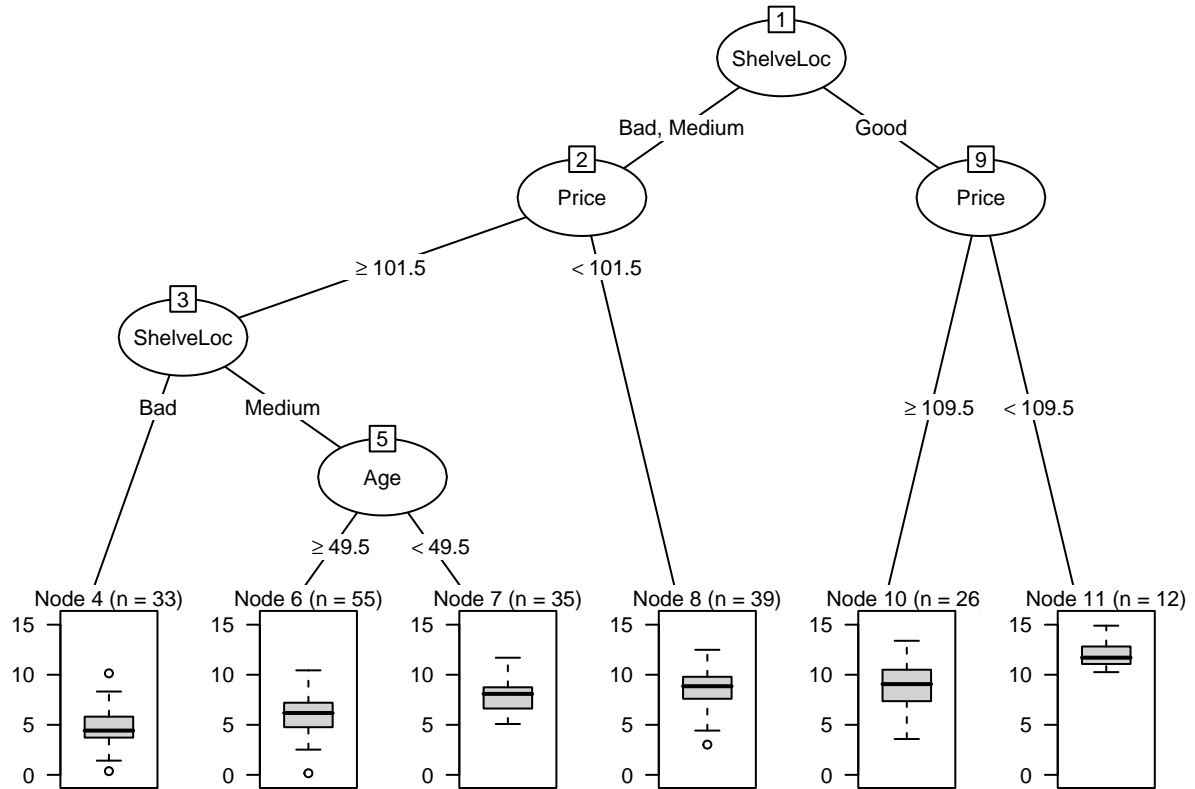 1
ShelveLoc
Bad, Medium
Good
2
Price
9
Price
≥ 101.5
< 101.5
3
ShelveLoc
Bad
Medium
≥ 109.5
< 109.5
5
Age
≥ 49.5
< 49.5
Node 4 (n = 33)
Node 6 (n = 55)
Node 7 (n = 35)
Node 8 (n = 39)
Node 10 (n = 26
Node 11 (n = 12)
15
10
5
0
15
10
5
0
15
10
5
0
15
10
5
0
15
10
5
0
15
10
5
0